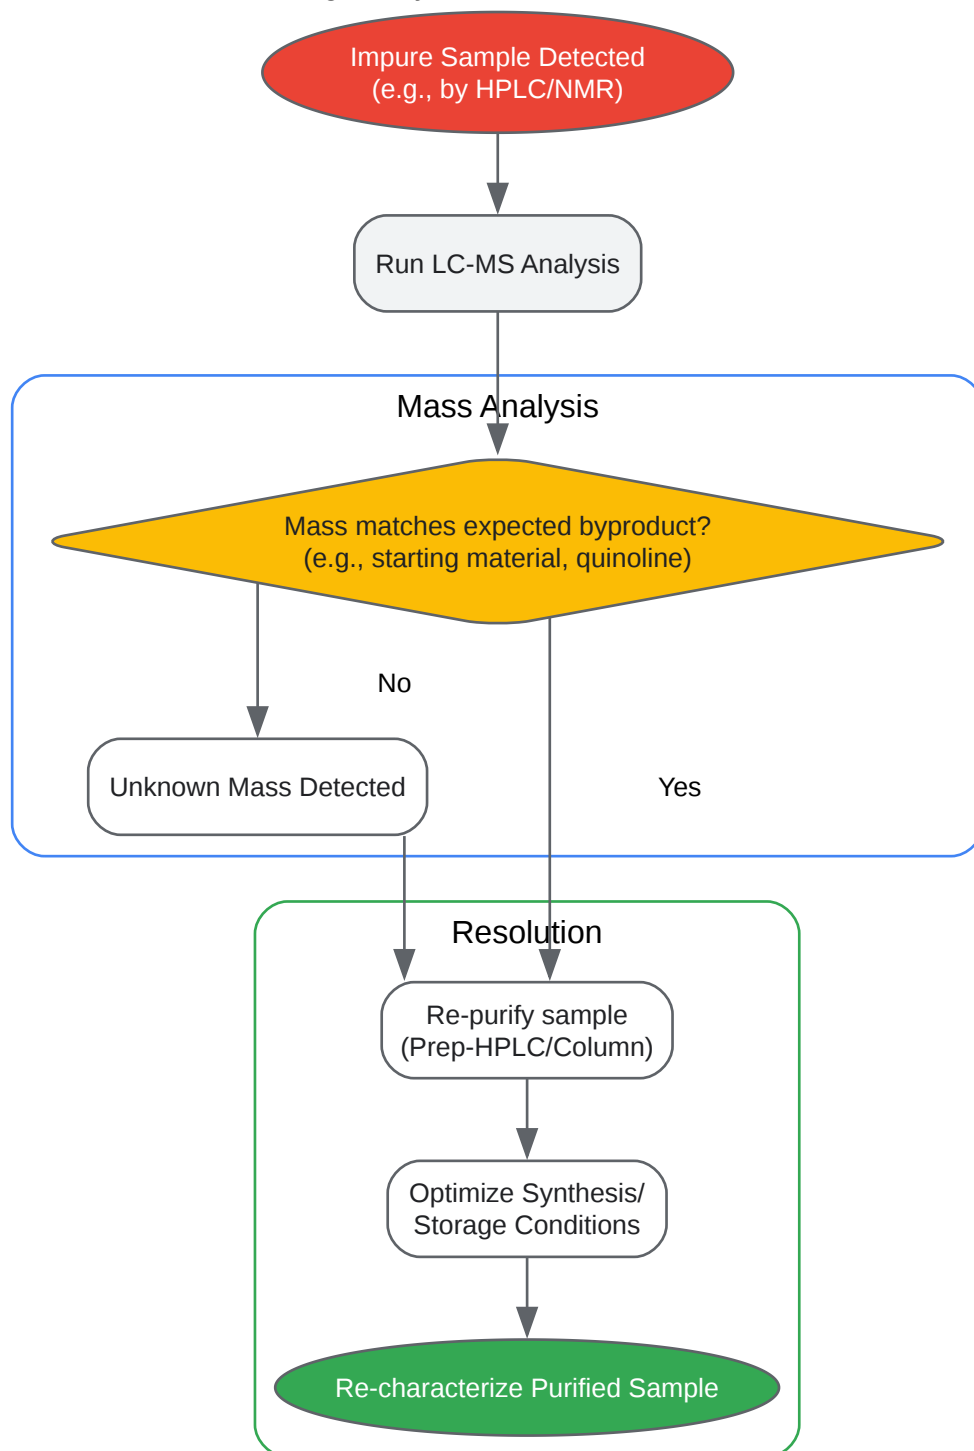 Impure Sample Detected
(e.g., by HPLC/NMR)
Run LC-MS Analysis
Mass Analysis
Mass matches expected byproduct?
(e.g., starting material, quinoline)
No
Unknown Mass Detected
Yes
Resolution
Re-purify sample
(Prep-HPLC/Column)
Optimize Synthesis/
Storage Conditions
Re-characterize Purified Sample